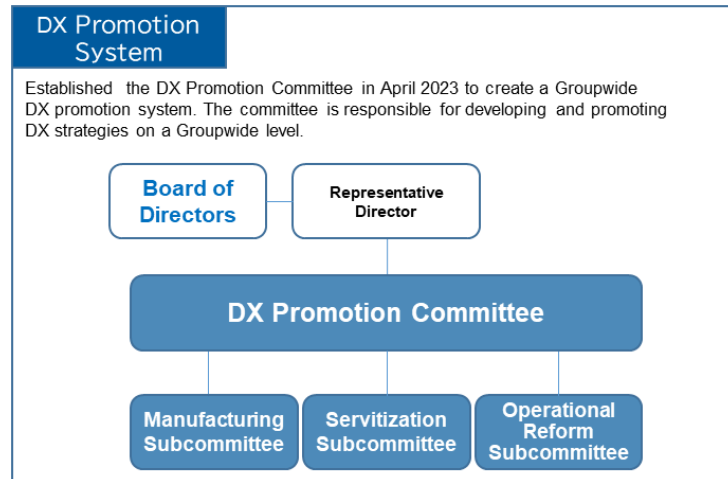 DX Promotion
System
Established the DX Promotion Committee in April 2023 to create a Groupwide
DX promotion system. The committee is responsible for developing and promoting
DX strategies on a Groupwide level.
Board of
Directors
Representative
Director
DX Promotion Committee
Manufacturing
Subcommittee
Servitization
Subcommittee
Operational
Reform
Subcommittee